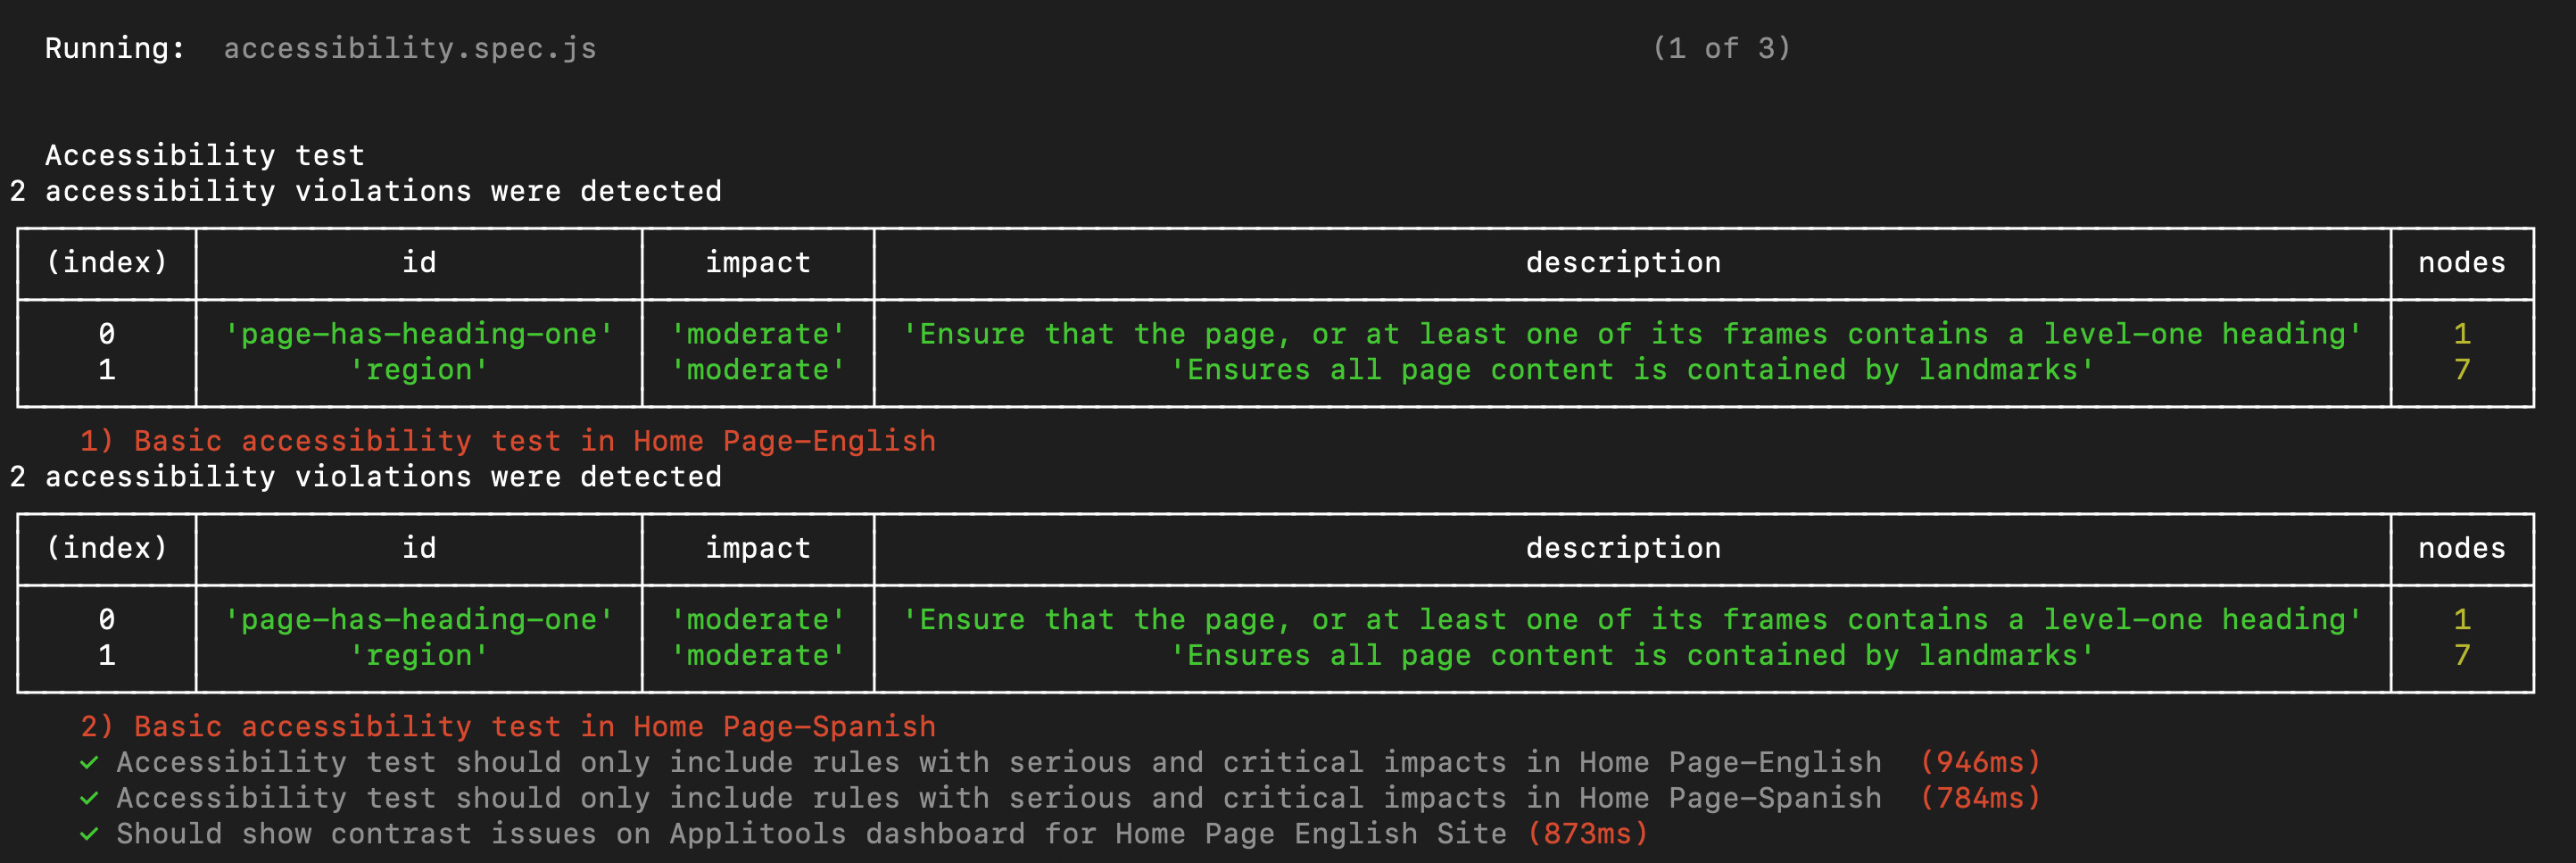 Running: accessibility.spec.js (1 of 3)
Accessibility test
2 accessibility violations were detected
(index) id impact description nodes
0 'page-has-heading-one' 'moderate' 'Ensure that the page, or at least one of its frames contains a level-one heading' 1
1 'region' 'moderate' 'Ensures all page content is contained by landmarks' 7
1) Basic accessibility test in Home Page-English
2 accessibility violations were detected
(index) id impact description nodes
0 'page-has-heading-one' 'moderate' 'Ensure that the page, or at least one of its frames contains a level-one heading' 1
1 'region' 'moderate' 'Ensures all page content is contained by landmarks' 7
2) Basic accessibility test in Home Page-Spanish
✓ Accessibility test should only include rules with serious and critical impacts in Home Page-English (946ms)
✓ Accessibility test should only include rules with serious and critical impacts in Home Page-Spanish (784ms)
✓ Should show contrast issues on Applitools dashboard for Home Page English Site (873ms)